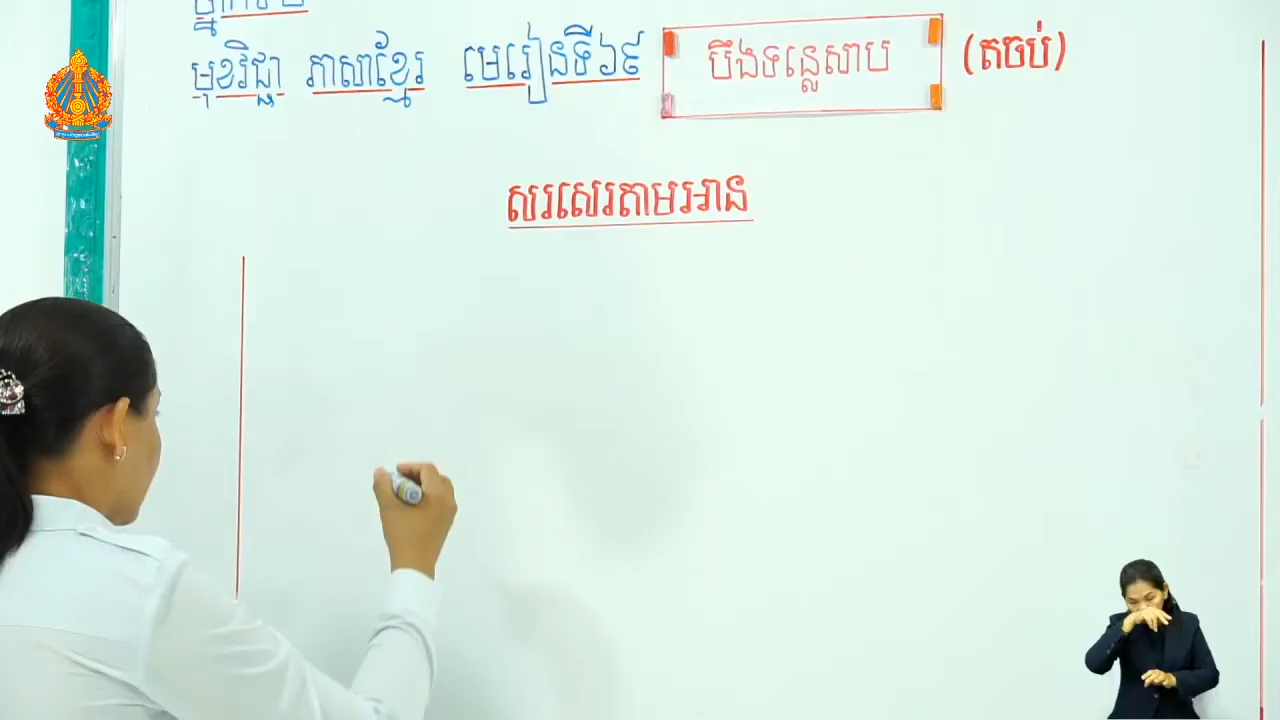 មុខវិជ្ជា ភាសាខ្មែរ មេរៀនទី៦៩ បឹងទន្លេសាប (តចប់)
សរសេរតាមអាន